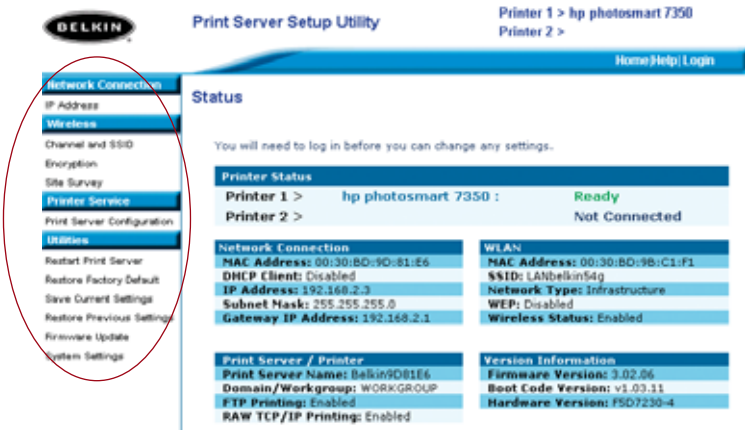 BELKIN
Print Server Setup Utility
Printer 1 > hp photosmart 7350
Printer 2 >
Home|Help|Login
Network Connection
IP Address
Wireless
Channel and SSID
Encryption
Site Survey
Printer Service
Print Server Configuration
Utilities
Restart Print Server
Restore Factory Default
Save Current Settings
Restore Previous Settings
Firmware Update
System Settings
Status
You will need to log in before you can change any settings.
Printer Status
Printer 1 > hp photosmart 7350 : Ready
Printer 2 > Not Connected
Network Connection
MAC Address: 00:30:BD:9D:81:E6
DHCP Client: Disabled
IP Address: 192.168.2.3
Subnet Mask: 255.255.255.0
Gateway IP Address: 192.168.2.1
WLAN
MAC Address: 00:30:BD:9B:C1:F1
SSID: LANbelkin54g
Network Type: Infrastructure
WEP: Disabled
Wireless Status: Enabled
Print Server / Printer
Print Server Name: Belkin9D81E6
Domain/Workgroup: WORKGROUP
FTP Printing: Enabled
RAW TCP/IP Printing: Enabled
Version Information
Firmware Version: 3.02.06
Boot Code Version: v1.03.11
Hardware Version: F5D7230-4